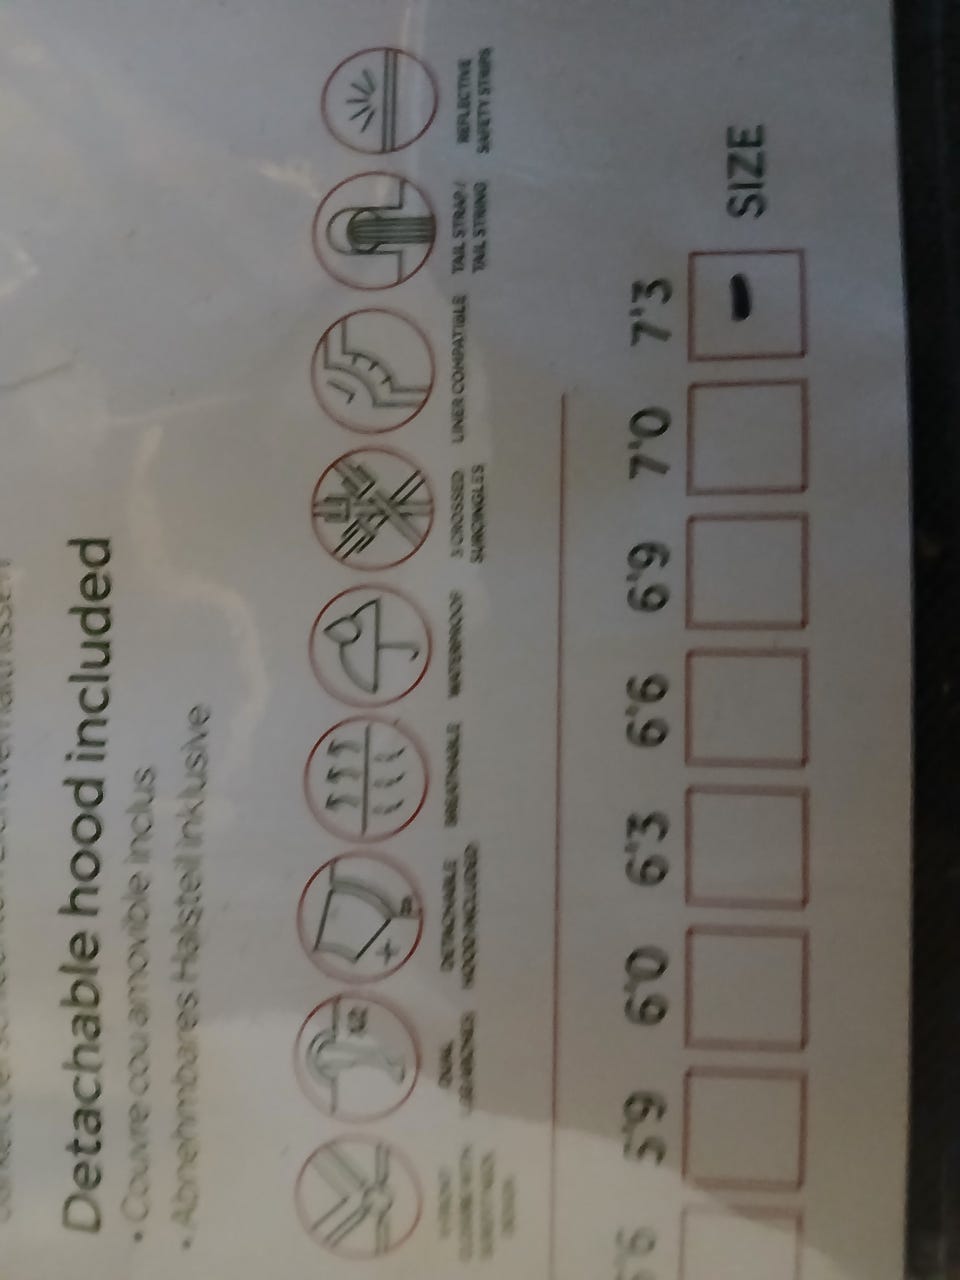 Detachable hood included
• Couvre cou amovible inclus
• Abnehmbares Halsteil inklusive
X2
DETACHABLE
HOOD INCLUDED
BREATHABLE
WATERPROOF
3 CROSSED
SURCINGLES
LINER COMPATIBLE
TAIL STRAP /
TAIL STRING
REFLECTIVE
SAFETY STRIPS
5'9 6'0 6'3 6'6 6'9 7'0 7'3
SIZE